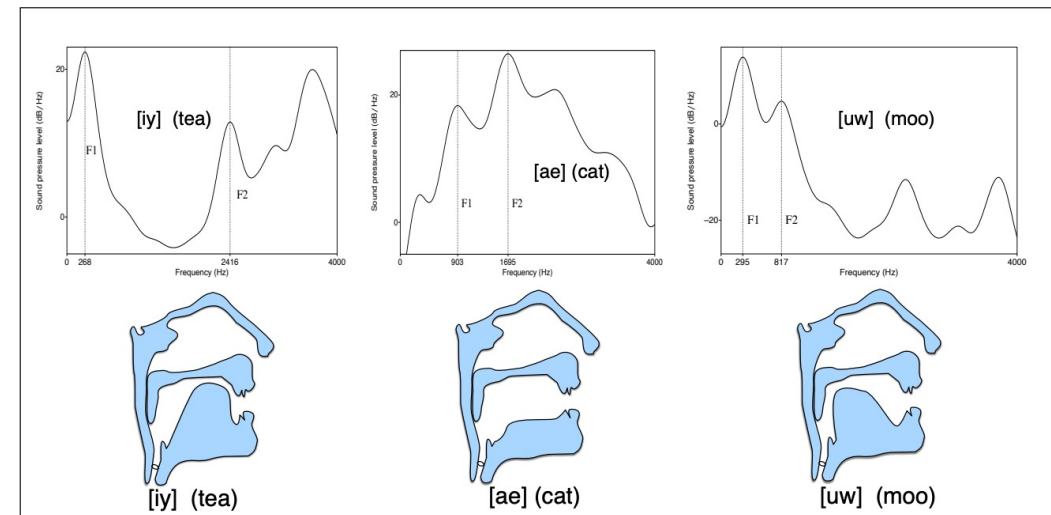 20
0
Sound pressure level (dB/Hz)
[iy] (tea)
F1
F2
0 268 2416 4000
Frequency (Hz)
20
0
Sound pressure level (dB/Hz)
[ae] (cat)
F1 F2
0 903 1695 4000
Frequency (Hz)
0
−20
Sound pressure level (dB/Hz)
[uw] (moo)
F1 F2
0 295 817 4000
Frequency (Hz)
[iy] (tea)
[ae] (cat)
[uw] (moo)